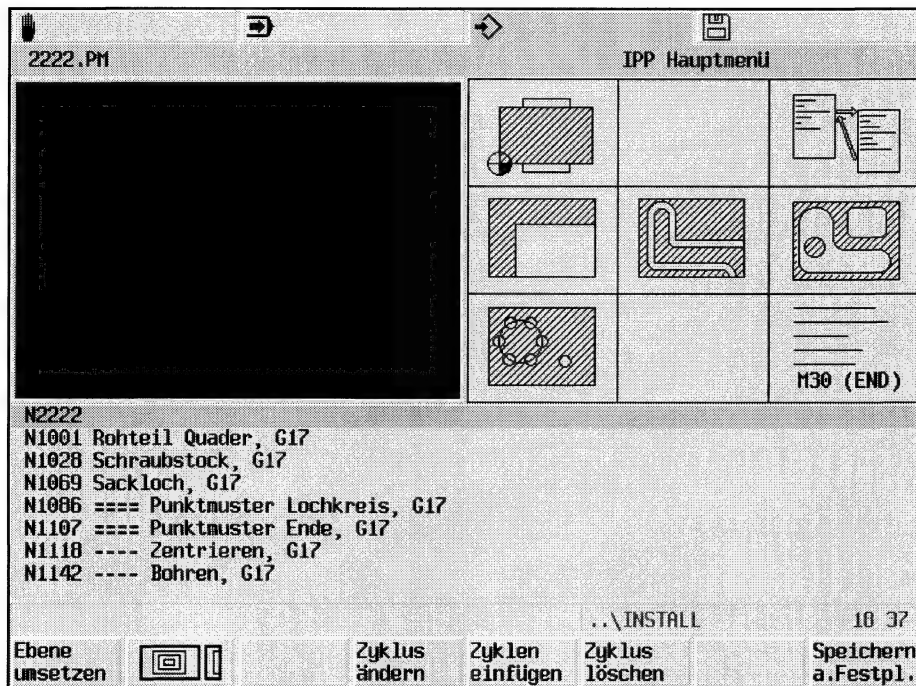 2222.PM
IPP Hauptmenü
M30 (END)
N2222
N1001 Rohteil Quader, G17
N1028 Schraubstock, G17
N1069 Sackloch, G17
N1086 ==== Punktmuster Lochkreis, G17
N1107 ==== Punktmuster Ende, G17
N1118 ---- Zentrieren, G17
N1142 ---- Bohren, G17
..\INSTALL 18 37
Ebene umsetzen
Zyklus ändern
Zyklen einfügen
Zyklus löschen
Speichern a.Festpl.